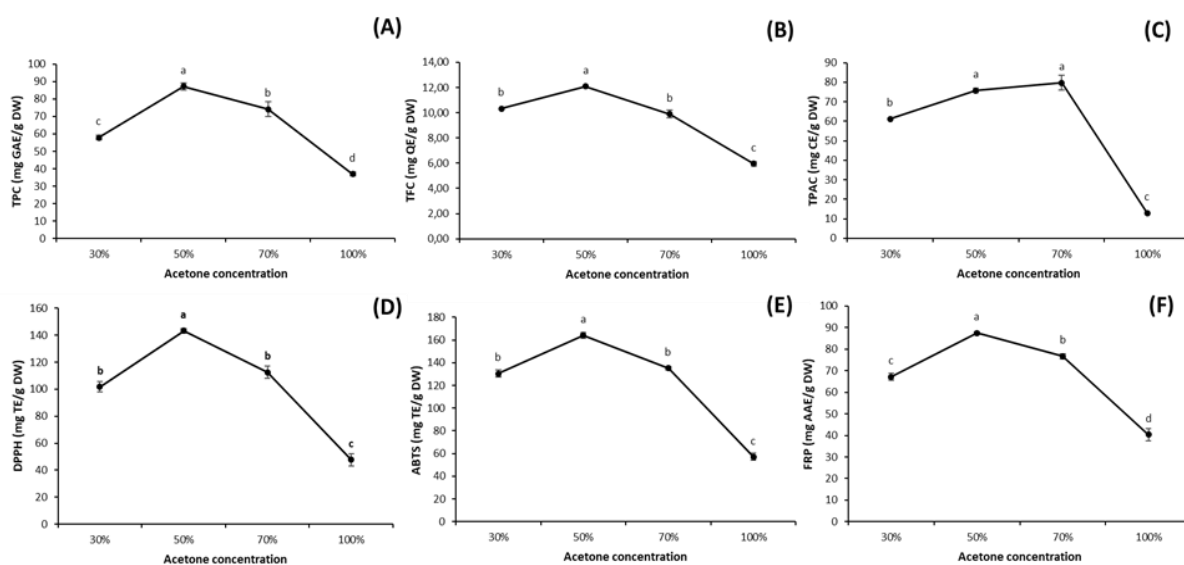 (A)
TPC (mg GAE/g DW)
100
90
80
70
60
50
40
30
20
10
0
c
a
b
d
30% 50% 70% 100%
Acetone concentration
(B)
TFC (mg QE/g DW)
14,00
12,00
10,00
8,00
6,00
4,00
2,00
0,00
b
a
b
c
30% 50% 70% 100%
Acetone concentration
(C)
TPAC (mg CE/g DW)
90
80
70
60
50
40
30
20
10
0
b
a
a
c
30% 50% 70% 100%
Acetone concentration
(D)
DPPH (mg TE/g DW)
160
140
120
100
80
60
40
20
0
b
a
b
c
30% 50% 70% 100%
Acetone concentration
(E)
ABTS (mg TE/g DW)
180
160
140
120
100
80
60
40
20
0
b
a
b
c
30% 50% 70% 100%
Acetone concentration
(F)
FRP (mg AAE/g DW)
100
90
80
70
60
50
40
30
20
10
0
c
a
b
d
30% 50% 70% 100%
Acetone concentration